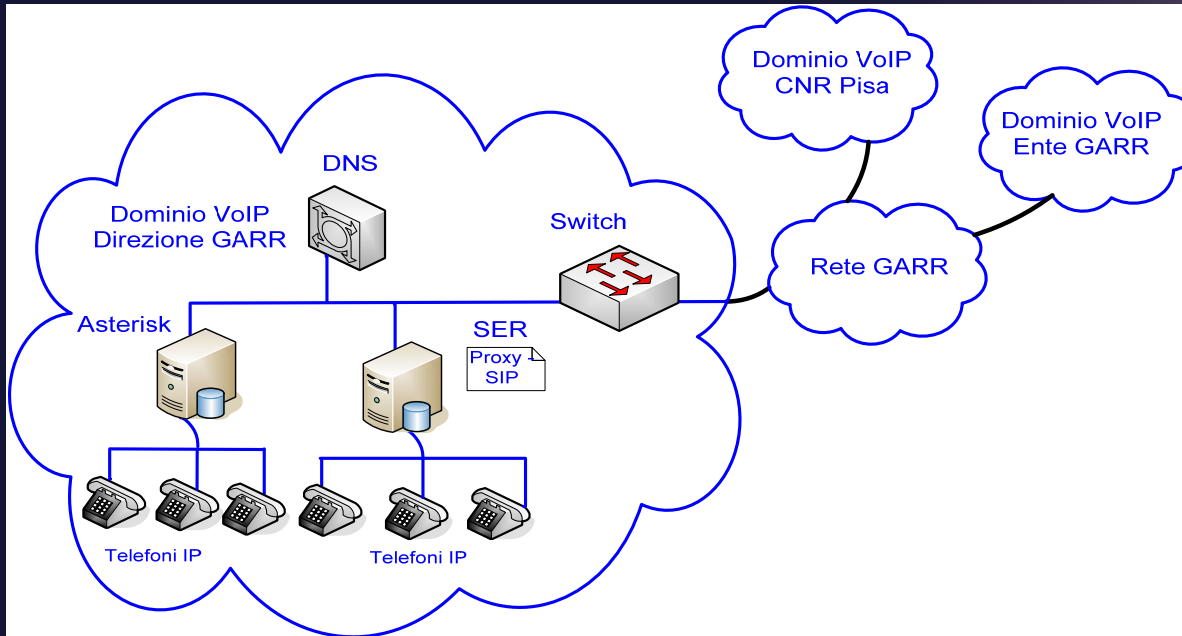 Dominio VoIP
CNR Pisa
Dominio VoIP
Ente GARR
DNS
Dominio VoIP
Direzione GARR
Switch
Rete GARR
Asterisk
SER
Proxy -
SIP
Telefoni IP
Telefoni IP